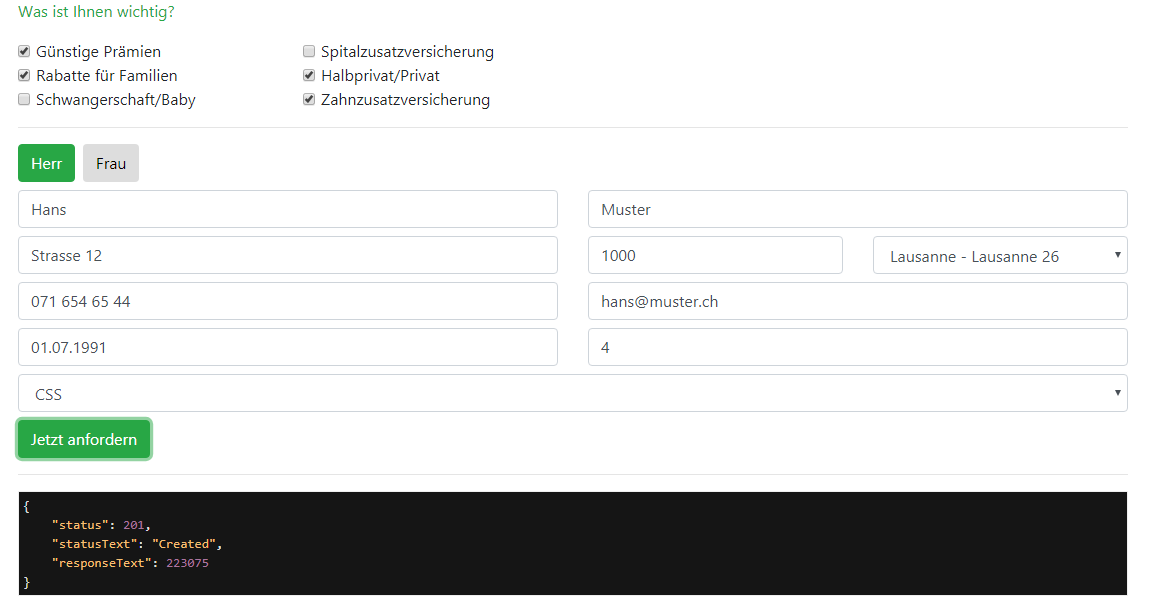 Was ist Ihnen wichtig?
Günstige Prämien Spitalzusatzversicherung
Rabatte für Familien Halbprivat/Privat
Schwangerschaft/Baby Zahnzusatzversicherung
Herr Frau
Hans Muster
Strasse 12 1000 Lausanne - Lausanne 26
071 654 65 44 hans@muster.ch
01.07.1991 4
CSS
Jetzt anfordern
{
"status": 201,
"statusText": "Created",
"responseText": 223075
}